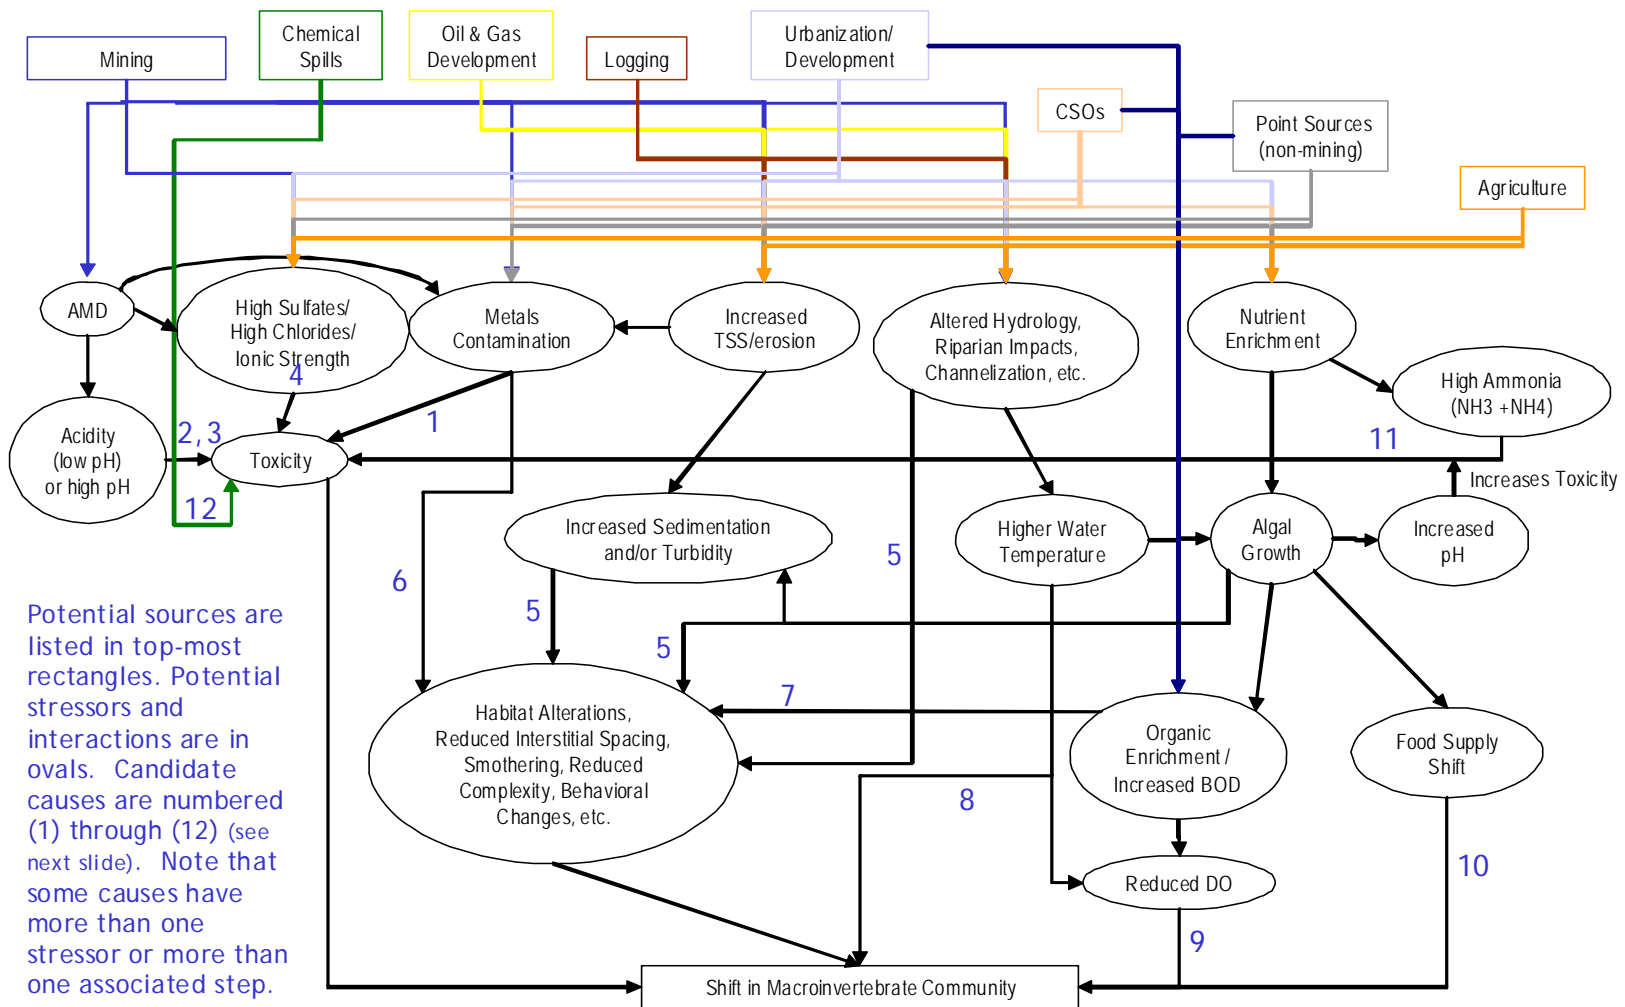 Mining
Chemical
Spills
Oil & Gas
Development
Logging
Urbanization/
Development
CSOs
Point Sources
(non-mining)
Agriculture
AMD
High Sulfates/
High Chlorides/
Ionic Strength
4
Metals
Contamination
Increased
TSS/erosion
Altered Hydrology,
Riparian Impacts,
Channelization, etc.
Nutrient
Enrichment
High Ammonia
(NH3 +NH4)
Acidity
(low pH)
or high pH
2, 3
Toxicity
1
11
12
Increases Toxicity
Increased Sedimentation
and/or Turbidity
Higher Water
Temperature
Algal
Growth
Increased
pH
6
5
5
5
7
Habitat Alterations,
Reduced Interstitial Spacing,
Smothering, Reduced
Complexity, Behavioral
Changes, etc.
Organic
Enrichment /
Increased BOD
Food Supply
Shift
8
Reduced DO
9
10
Shift in Macroinvertebrate Community
Potential sources are
listed in top-most
rectangles. Potential
stressors and
interactions are in
ovals. Candidate
causes are numbered
(1) through (12) (see
next slide). Note that
some causes have
more than one
stressor or more than
one associated step.